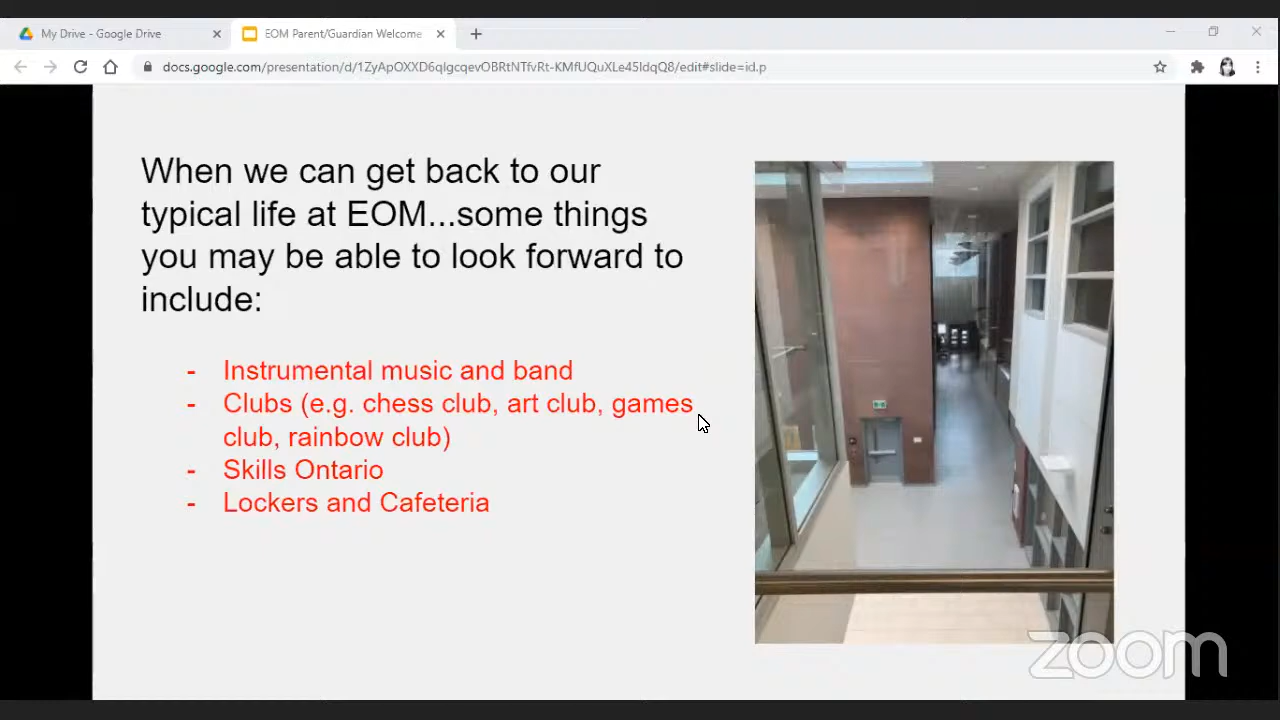 My Drive - Google Drive
EOM Parent/Guardian Welcome
docs.google.com/presentation/d/1ZyApOXXD6qIgcqevOBRtNTfvRt-KMfUQuXLe45IdqQ8/edit#slide=id.p
When we can get back to our
typical life at EOM...some things
you may be able to look forward to
include:
- Instrumental music and band
- Clubs (e.g. chess club, art club, games
club, rainbow club)
- Skills Ontario
- Lockers and Cafeteria
zoom